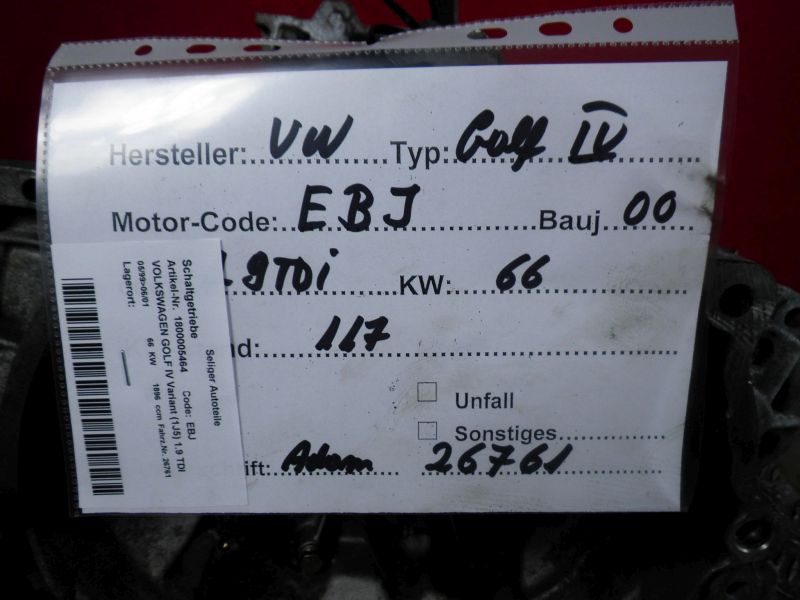 Hersteller: VW Typ: Golf IV
Motor-Code: EBJ Bauj 00
1.9TDi KW: 66
nd: 117
Unfall
Sonstiges
ift: Adam 26761
Seliger Autoteile
Schaltgetriebe
Artikel-Nr. 1800005464 Code: EBJ
VOLKSWAGEN GOLF IV Variant (1J5) 1.9 TDI
05/99>06/01 66 KW 1896 ccm Fahrz.Nr. 26761
Lagerort: